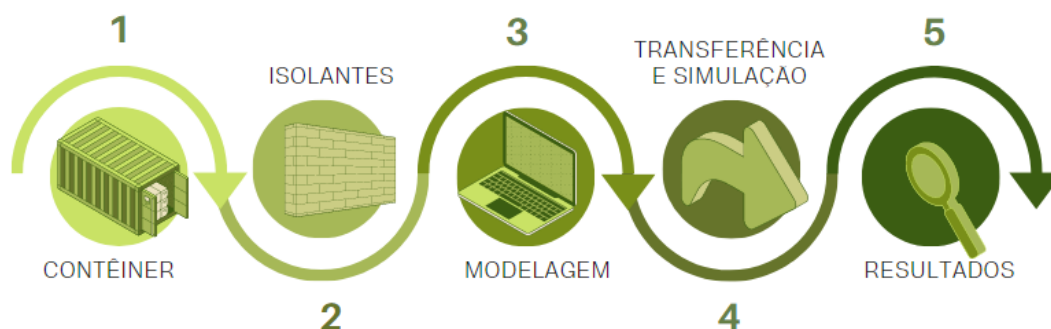 1
CONTÊINER
ISOLANTES
2
3
MODELAGEM
TRANSFERÊNCIA
E SIMULAÇÃO
4
5
RESULTADOS